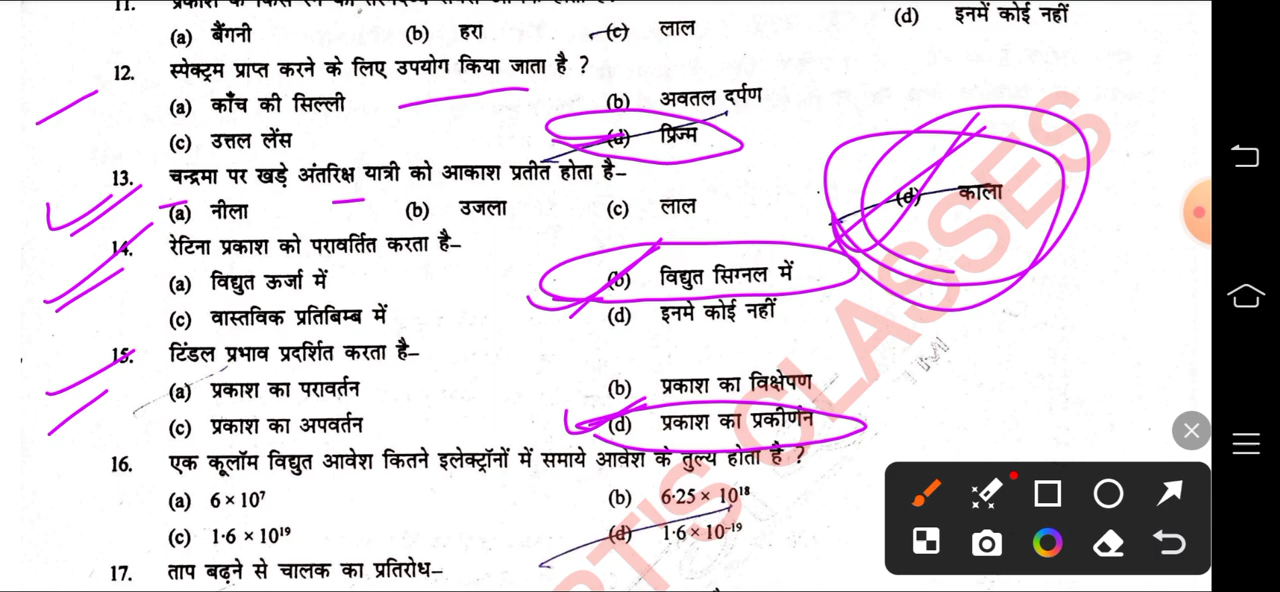 11.
(a) बैंगनी (b) हरा (c) लाल (d) इनमें कोई नहीं
12. स्पेक्ट्रम प्राप्त करने के लिए उपयोग किया जाता है ?
(a) काँच की सिल्ली (b) अवतल दर्पण
(c) उत्तल लेंस (d) प्रिज्म
13. चन्द्रमा पर खड़े अंतरिक्ष यात्री को आकाश प्रतीत होता है–
(a) नीला (b) उजला (c) लाल (d) काला
14. रेटिना प्रकाश को परावर्तित करता है–
(a) विद्युत ऊर्जा में (b) विद्युत सिग्नल में
(c) वास्तविक प्रतिबिम्ब में (d) इनमे कोई नहीं
15. टिंडल प्रभाव प्रदर्शित करता है–
(a) प्रकाश का परावर्तन (b) प्रकाश का विक्षेपण
(c) प्रकाश का अपवर्तन (d) प्रकाश का प्रकीर्णन
16. एक कूलॉम विद्युत आवेश कितने इलेक्ट्रॉनों में समाये आवेश के तुल्य होता है ?
(a) 6 × 10⁷ (b) 6·25 × 10¹⁸
(c) 1·6 × 10¹⁹ (d) 1·6 × 10⁻¹⁹
17. ताप बढ़ने से चालक का प्रतिरोध–
RT'S CLASSES